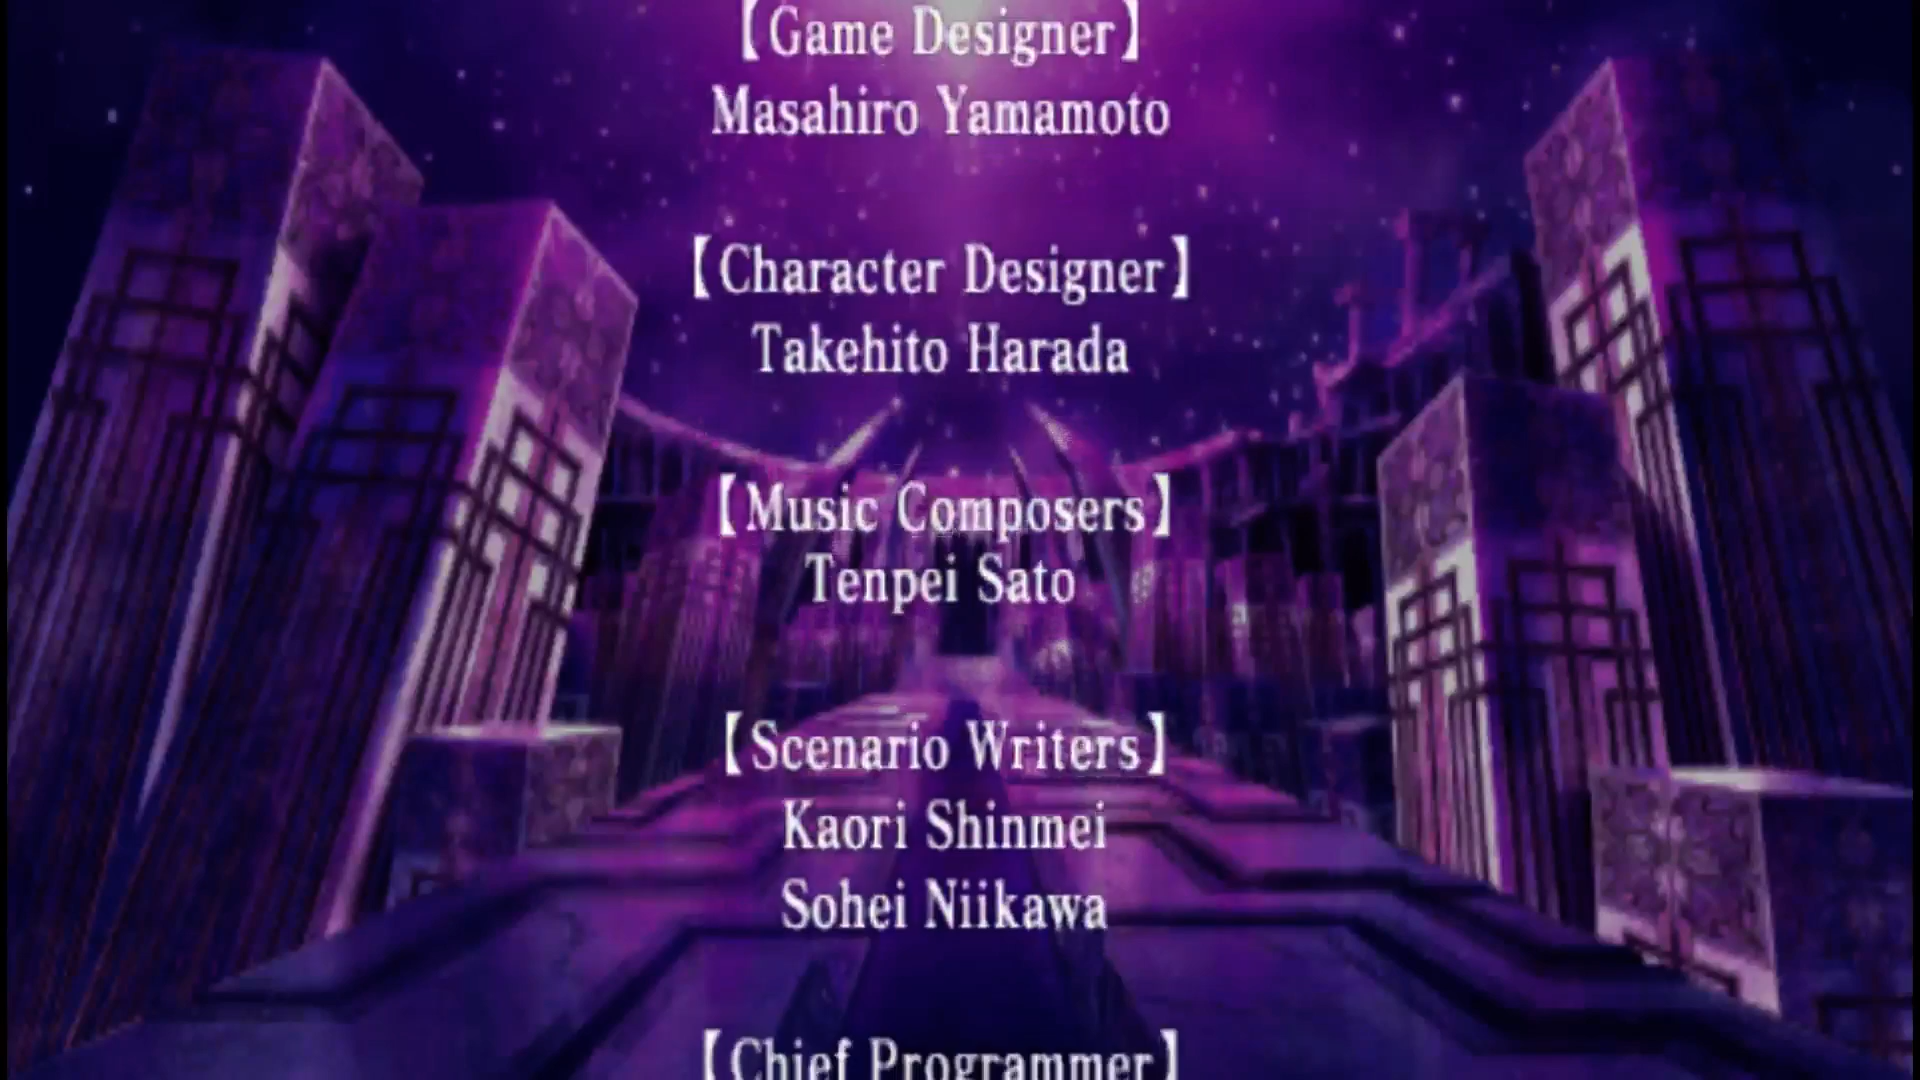 【Game Designer】
Masahiro Yamamoto
【Character Designer】
Takehito Harada
【Music Composers】
Tenpei Sato
【Scenario Writers】
Kaori Shinmei
Sohei Niikawa
【Chief Programmer】